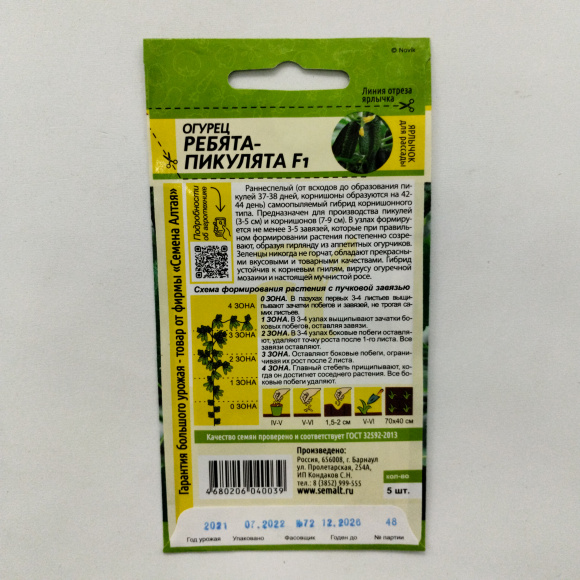 © Novik
Линия отреза
ярлычка
ЯРЛЫЧОК
для рассады
ОГУРЕЦ
РЕБЯТА-
ПИКУЛЯТА F1
Подробности
об агротехнике
Раннеспелый (от всходов до образования пи-
кулей 37-38 дней, корнишоны образуются на 42-
44 день) самоопыляемый гибрид корнишонного
типа. Предназначен для производства пикулей
(3-5 см) и корнишонов (7-9 см). В узлах формирует-
ся не менее 3-5 завязей, которые при правиль-
ном формировании растения постепенно созре-
вают, образуя гирлянду из аппетитных огурчиков.
Зеленцы никогда не горчат, обладают прекрасны-
ми вкусовыми и товарными качествами. Гибрид
устойчив к корневым гнилям, вирусу огуречной
мозаики и настоящей мучнистой росе.
Схема формирования растения с пучковой завязью
4 ЗОНА
3 ЗОНА
2 ЗОНА
1 ЗОНА
0 ЗОНА
0 ЗОНА. В пазухах первых 3-4 листьев выщи-
пывают зачатки побегов и завязей, не трогая са-
мих листьев.
1 ЗОНА. В 3-4 узлах выщипывают зачатки бо-
ковых побегов, оставляя завязи.
2 ЗОНА. В 3-4 узлах боковые побеги оставля-
ют, удаляют точку роста после 1-го листа. Все
завязи оставляют.
3 ЗОНА. Оставляют боковые побеги, ограни-
чивая их рост после 2 листа.
4 ЗОНА. Главный стебель прищипывают, ко-
гда он достигнет соседнего растения. Все бо-
ковые побеги удаляют.
IV-V V-VI 1,5-2 см V-VI 70x40 см
Качество семян проверено и соответствует ГОСТ 32592-2013
Гарантия большого урожая - товар от фирмы «Семена Алтая»
4680206040039
Произведено:
Россия, 656008, г. Барнаул
ул. Пролетарская, 254А,
ИП Кондаков С.Н.
тел.: 8 (3852) 999-555
www.semalt.ru
кол-во
5 шт.
2021 07.2022 №72 12.2026 48
Год урожая Упаковано Фасовщик Годен до № партии